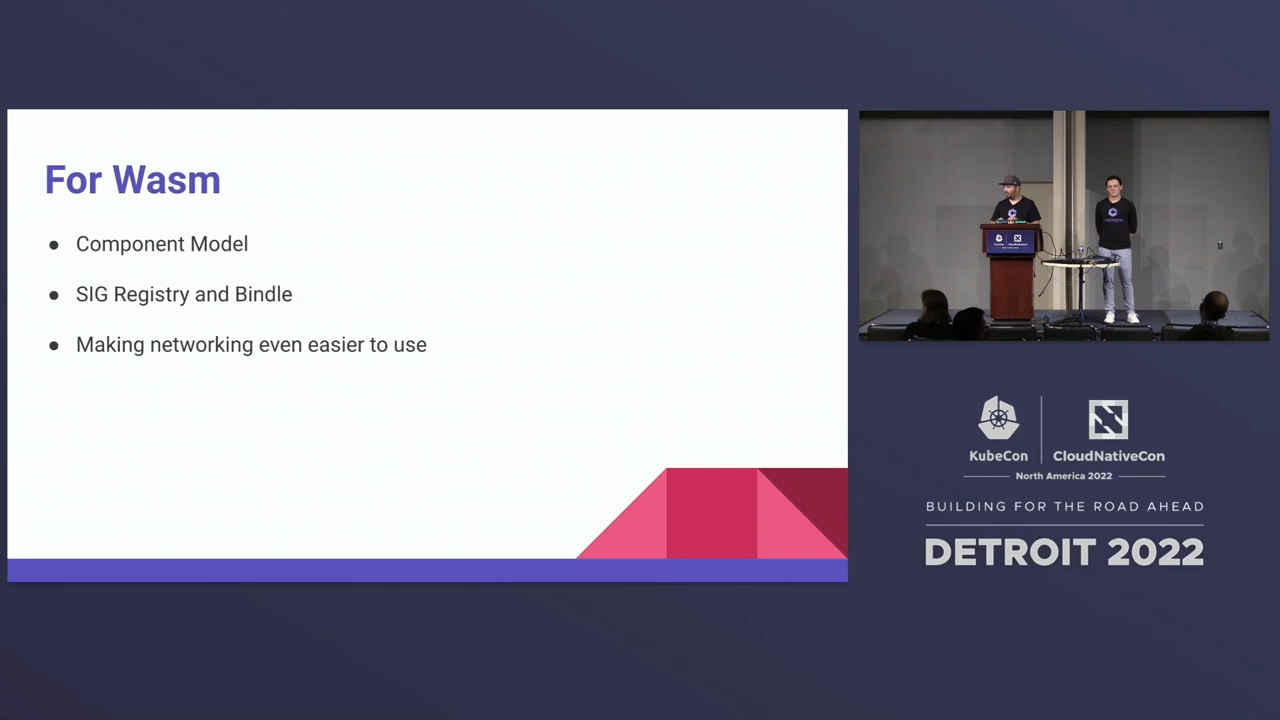 For Wasm
● Component Model
● SIG Registry and Bindle
● Making networking even easier to use
KubeCon
CloudNativeCon
North America 2022
BUILDING FOR THE ROAD AHEAD
DETROIT 2022